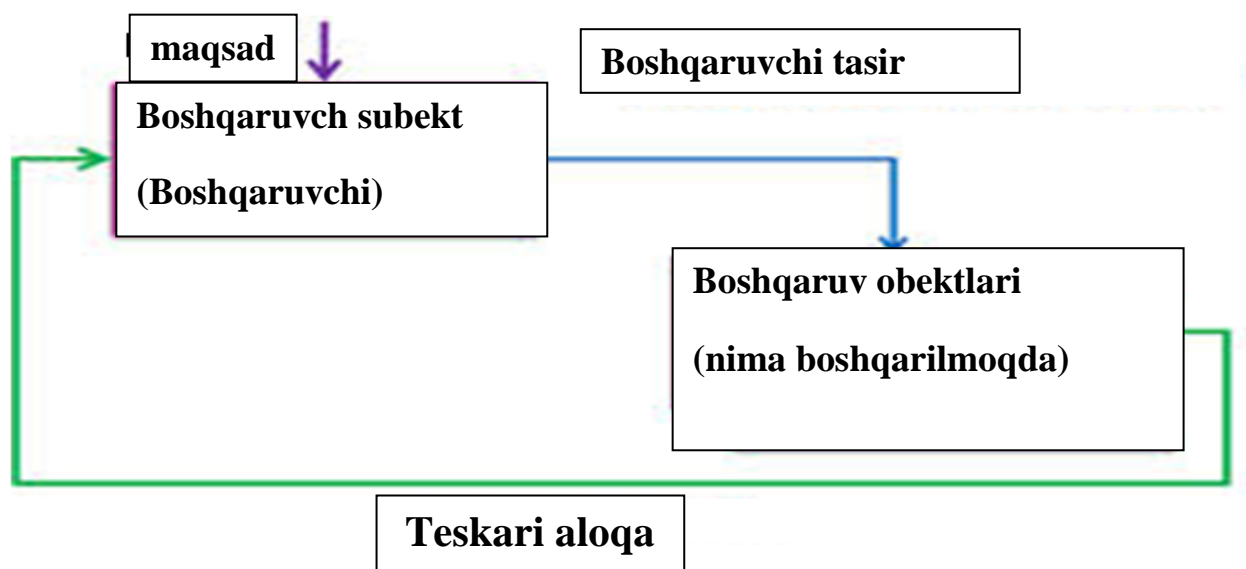 maqsad
Boshqaruvchi tasir
Boshqaruvch subekt
(Boshqaruvchi)
Boshqaruv obektlari
(nima boshqarilmoqda)
Teskari aloqa